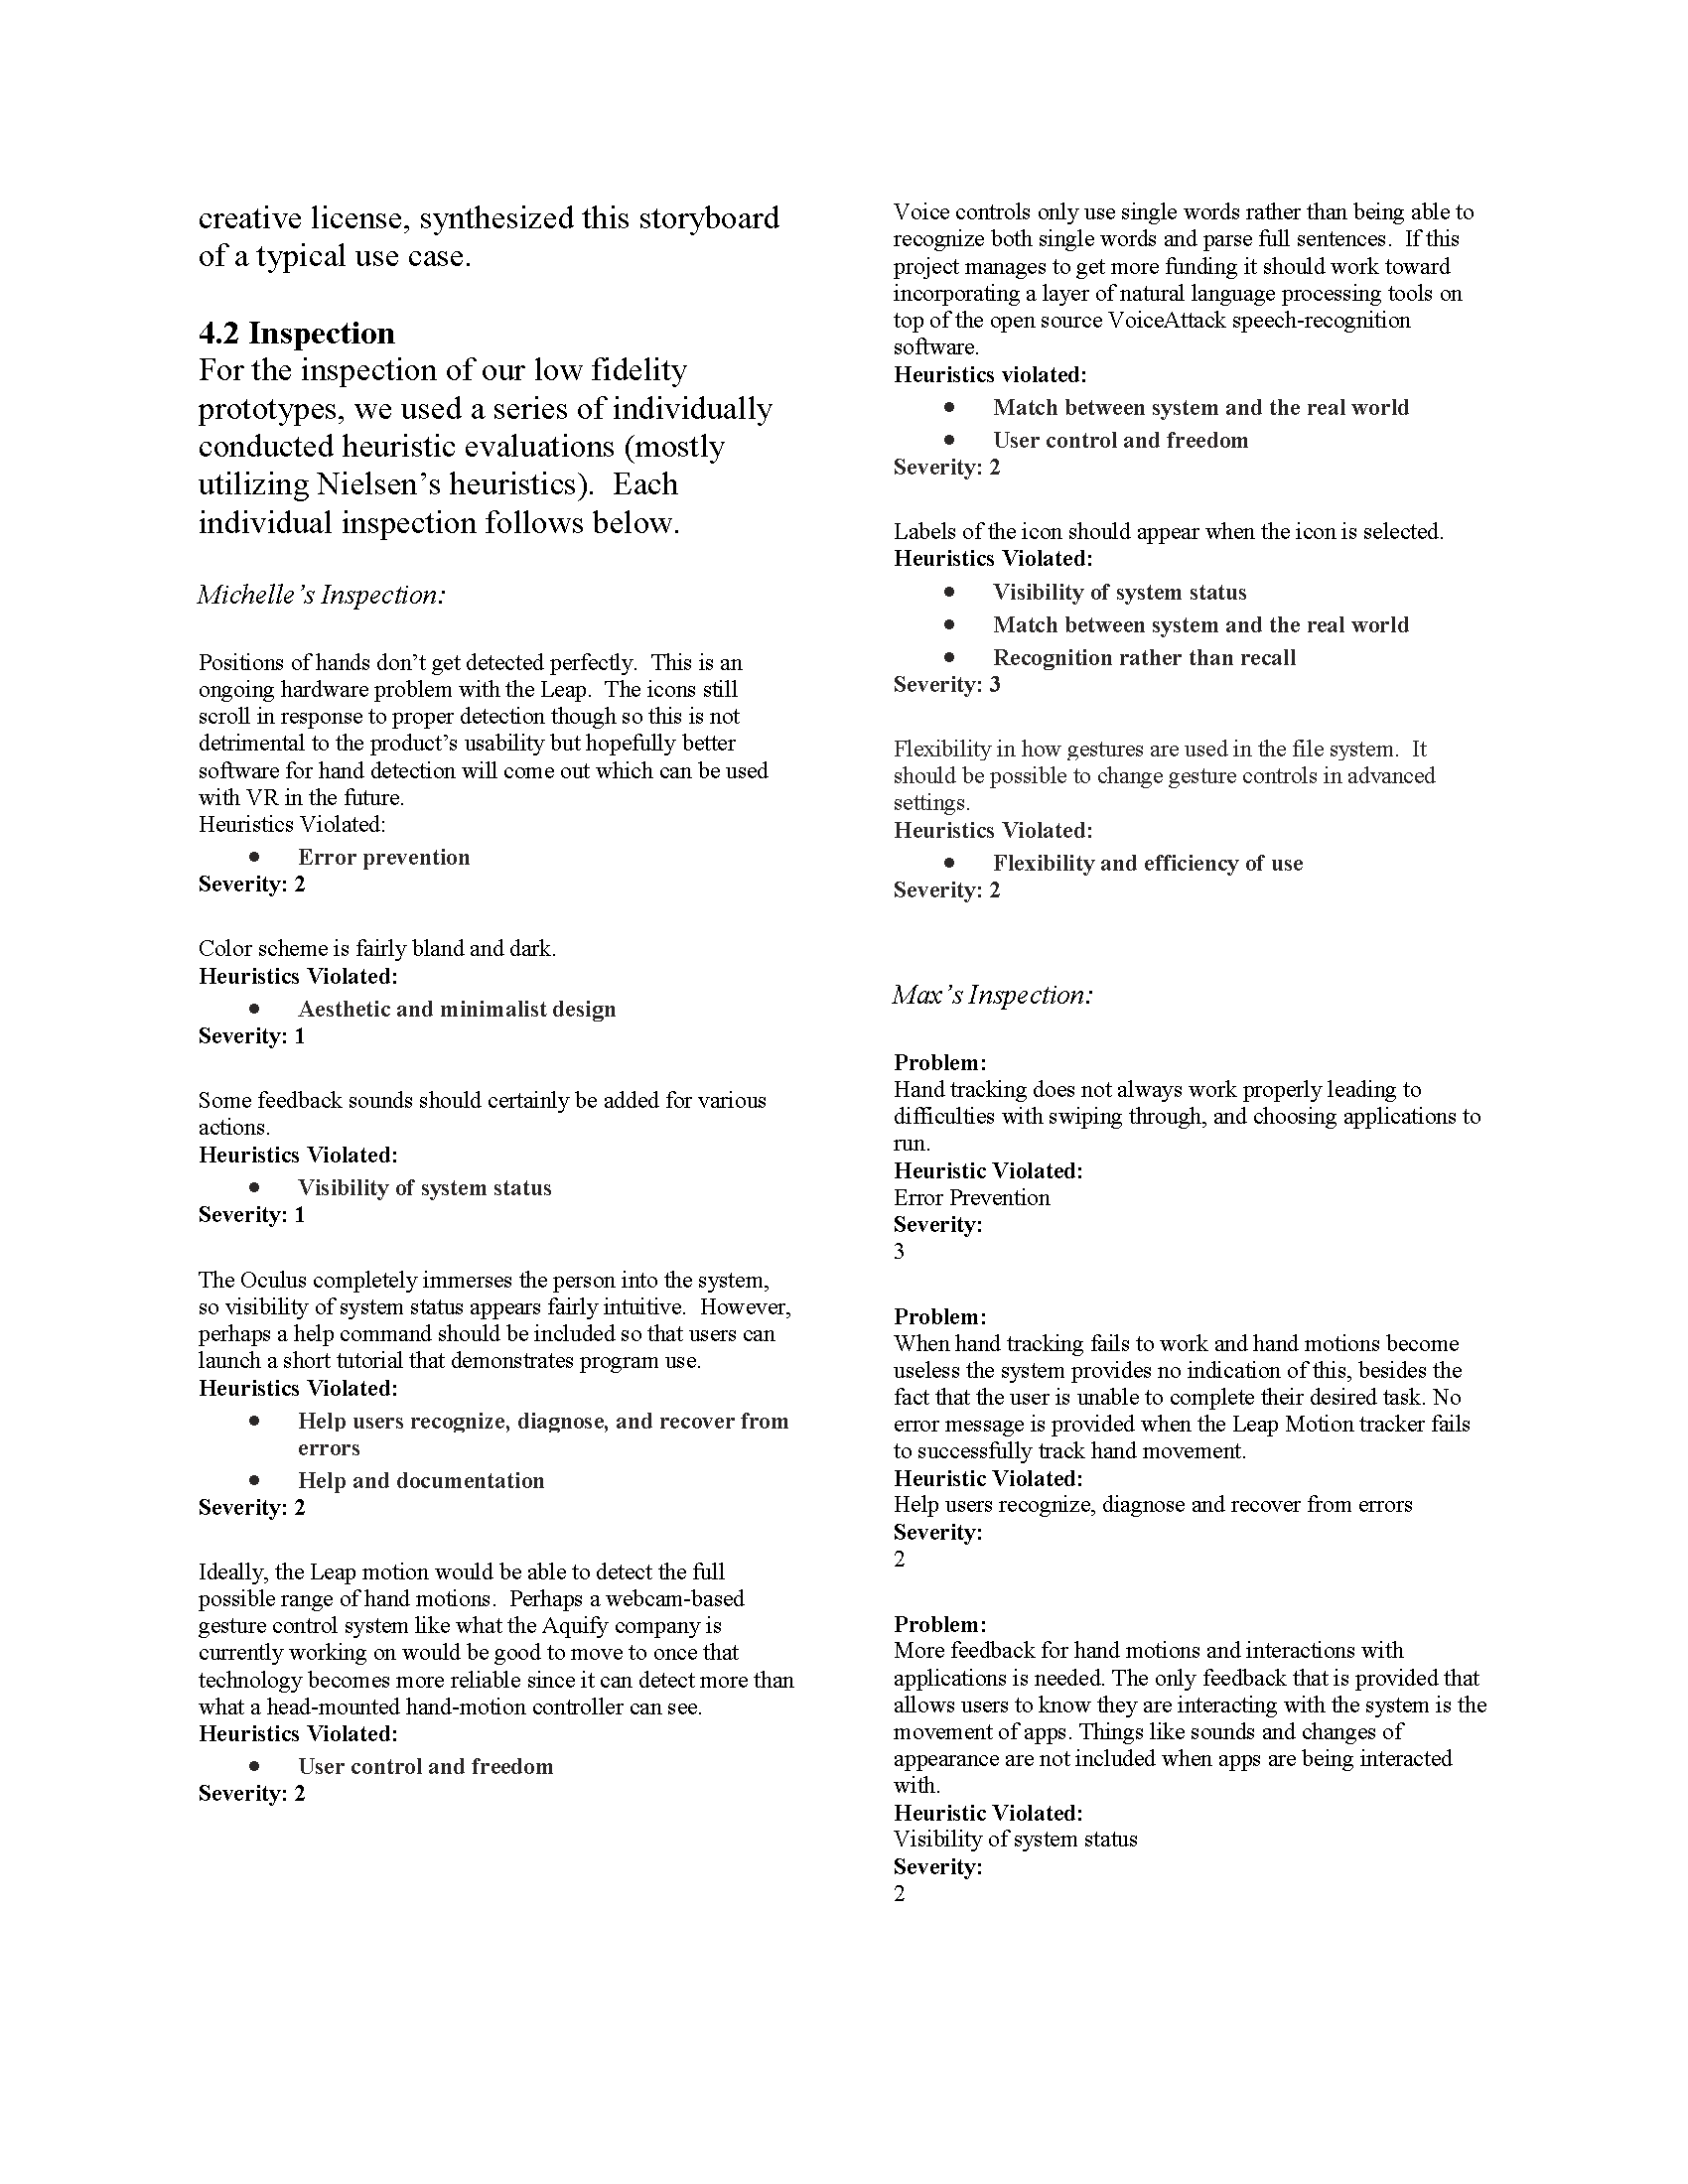 creative license, synthesized this storyboard
of a typical use case.
4.2 Inspection
For the inspection of our low fidelity
prototypes, we used a series of individually
conducted heuristic evaluations (mostly
utilizing Nielsen’s heuristics).  Each
individual inspection follows below.
Michelle’s Inspection:
Positions of hands don’t get detected perfectly.  This is an
ongoing hardware problem with the Leap.  The icons still
scroll in response to proper detection though so this is not
detrimental to the product’s usability but hopefully better
software for hand detection will come out which can be used
with VR in the future.
Heuristics Violated:
● Error prevention
Severity: 2
Color scheme is fairly bland and dark.
Heuristics Violated:
● Aesthetic and minimalist design
Severity: 1
Some feedback sounds should certainly be added for various
actions.
Heuristics Violated:
● Visibility of system status
Severity: 1
The Oculus completely immerses the person into the system,
so visibility of system status appears fairly intuitive.  However,
perhaps a help command should be included so that users can
launch a short tutorial that demonstrates program use.
Heuristics Violated:
● Help users recognize, diagnose, and recover from
errors
● Help and documentation
Severity: 2
Ideally, the Leap motion would be able to detect the full
possible range of hand motions.  Perhaps a webcam-based
gesture control system like what the Aquify company is
currently working on would be good to move to once that
technology becomes more reliable since it can detect more than
what a head-mounted hand-motion controller can see.
Heuristics Violated:
● User control and freedom
Severity: 2
Voice controls only use single words rather than being able to
recognize both single words and parse full sentences.  If this
project manages to get more funding it should work toward
incorporating a layer of natural language processing tools on
top of the open source VoiceAttack speech-recognition
software.
Heuristics violated:
● Match between system and the real world
● User control and freedom
Severity: 2
Labels of the icon should appear when the icon is selected.
Heuristics Violated:
● Visibility of system status
● Match between system and the real world
● Recognition rather than recall
Severity: 3
Flexibility in how gestures are used in the file system.  It
should be possible to change gesture controls in advanced
settings.
Heuristics Violated:
● Flexibility and efficiency of use
Severity: 2
Max’s Inspection:
Problem:
Hand tracking does not always work properly leading to
difficulties with swiping through, and choosing applications to
run.
Heuristic Violated:
Error Prevention
Severity:
3
Problem:
When hand tracking fails to work and hand motions become
useless the system provides no indication of this, besides the
fact that the user is unable to complete their desired task. No
error message is provided when the Leap Motion tracker fails
to successfully track hand movement.
Heuristic Violated:
Help users recognize, diagnose and recover from errors
Severity:
2
Problem:
More feedback for hand motions and interactions with
applications is needed. The only feedback that is provided that
allows users to know they are interacting with the system is the
movement of apps. Things like sounds and changes of
appearance are not included when apps are being interacted
with.
Heuristic Violated:
Visibility of system status
Severity:
2